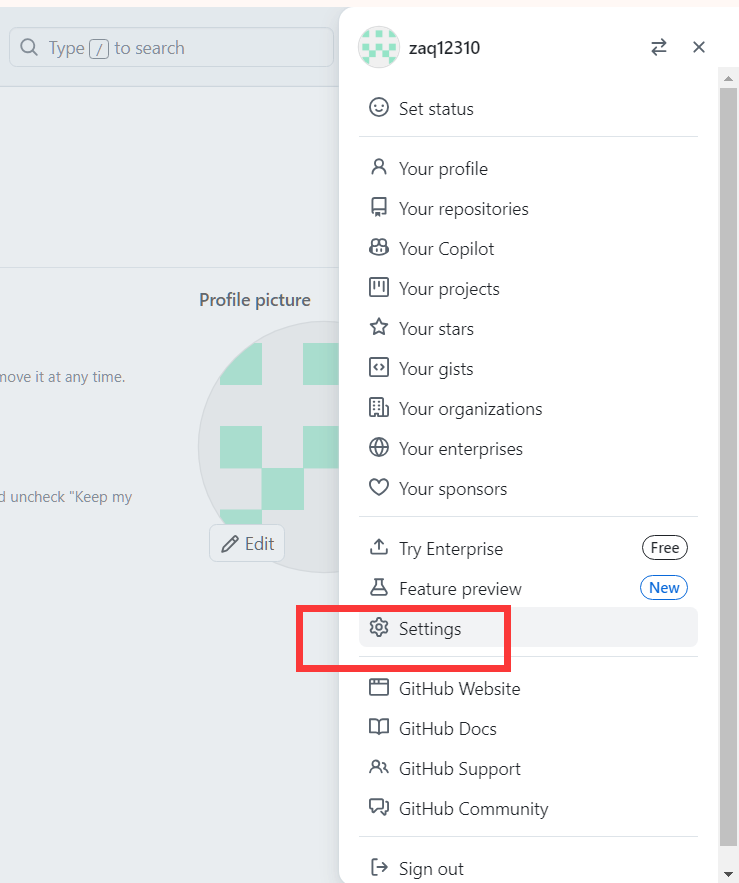 Type / to search
zaq12310
Set status
Your profile
Your repositories
Your Copilot
Your projects
Profile picture
Your stars
Your gists
move it at any time.
Your organizations
Your enterprises
Your sponsors
uncheck "Keep my
Edit
Try Enterprise Free
Feature preview New
Settings
GitHub Website
GitHub Docs
GitHub Support
GitHub Community
Sign out